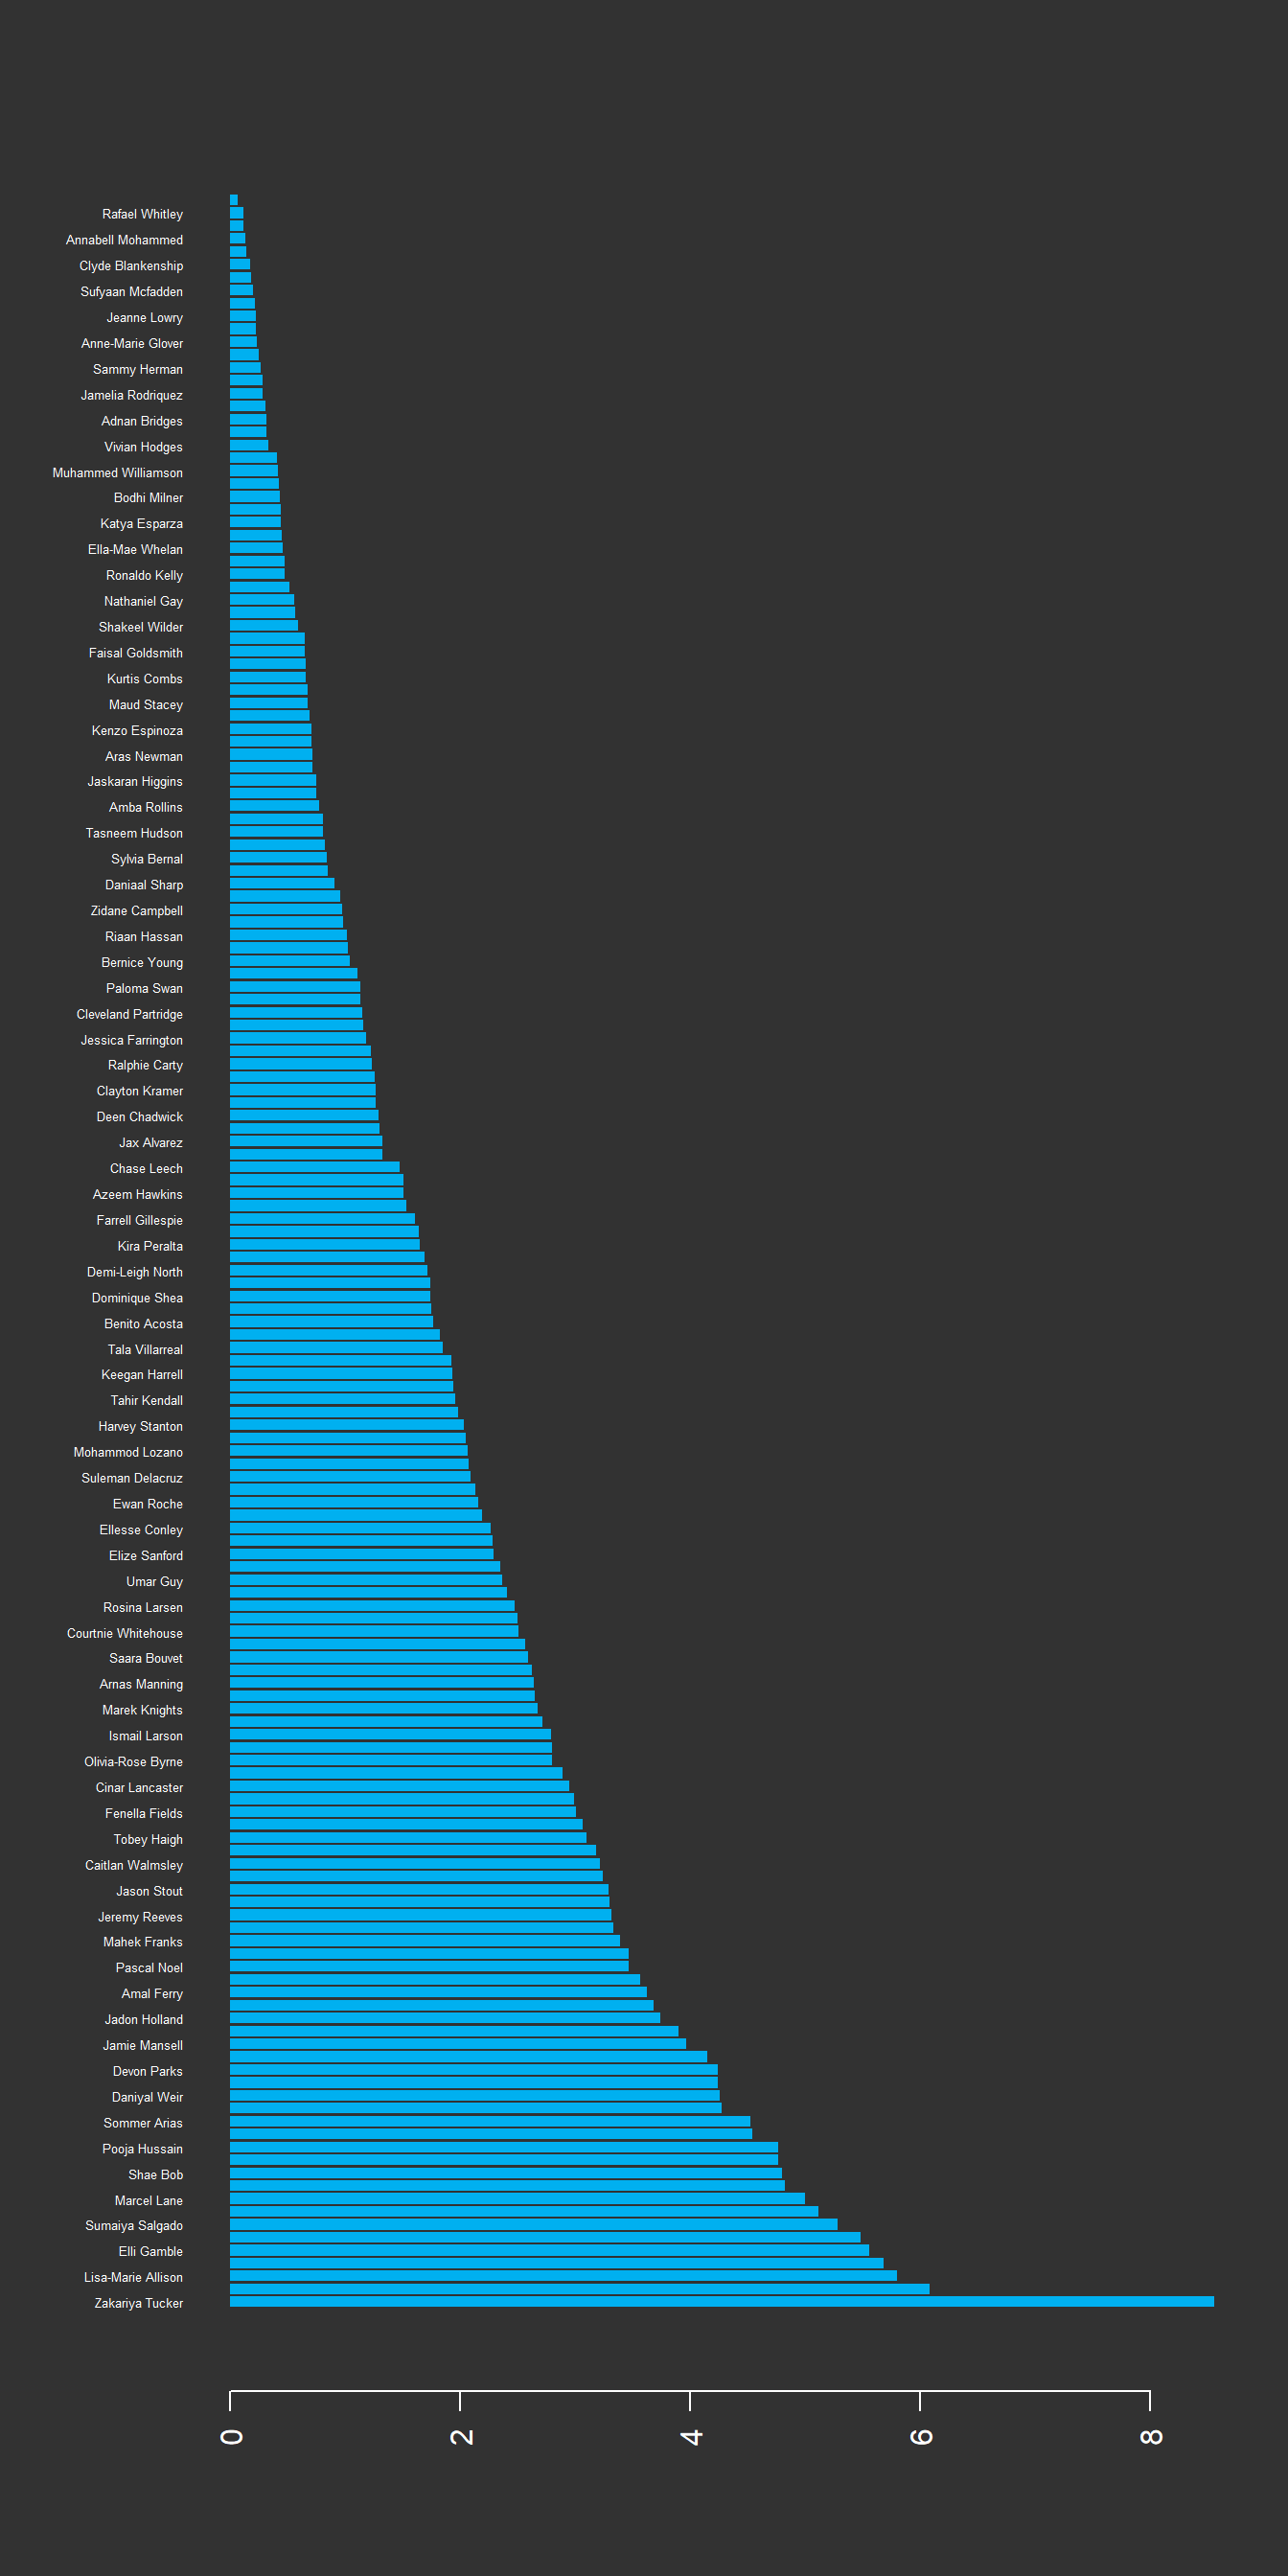 Rafael Whitley
Annabell Mohammed
Clyde Blankenship
Sufyaan Mcfadden
Jeanne Lowry
Anne-Marie Glover
Sammy Herman
Jamelia Rodriquez
Adnan Bridges
Vivian Hodges
Muhammed Williamson
Bodhi Milner
Katya Esparza
Ella-Mae Whelan
Ronaldo Kelly
Nathaniel Gay
Shakeel Wilder
Faisal Goldsmith
Kurtis Combs
Maud Stacey
Kenzo Espinoza
Aras Newman
Jaskaran Higgins
Amba Rollins
Tasneem Hudson
Sylvia Bernal
Daniaal Sharp
Zidane Campbell
Riaan Hassan
Bernice Young
Paloma Swan
Cleveland Partridge
Jessica Farrington
Ralphie Carty
Clayton Kramer
Deen Chadwick
Jax Alvarez
Chase Leech
Azeem Hawkins
Farrell Gillespie
Kira Peralta
Demi-Leigh North
Dominique Shea
Benito Acosta
Tala Villarreal
Keegan Harrell
Tahir Kendall
Harvey Stanton
Mohammod Lozano
Suleman Delacruz
Ewan Roche
Ellesse Conley
Elize Sanford
Umar Guy
Rosina Larsen
Courtnie Whitehouse
Saara Bouvet
Arnas Manning
Marek Knights
Ismail Larson
Olivia-Rose Byrne
Cinar Lancaster
Fenella Fields
Tobey Haigh
Caitlan Walmsley
Jason Stout
Jeremy Reeves
Mahek Franks
Pascal Noel
Amal Ferry
Jadon Holland
Jamie Mansell
Devon Parks
Daniyal Weir
Sommer Arias
Pooja Hussain
Shae Bob
Marcel Lane
Sumaiya Salgado
Elli Gamble
Lisa-Marie Allison
Zakariya Tucker
0 2 4 6 8